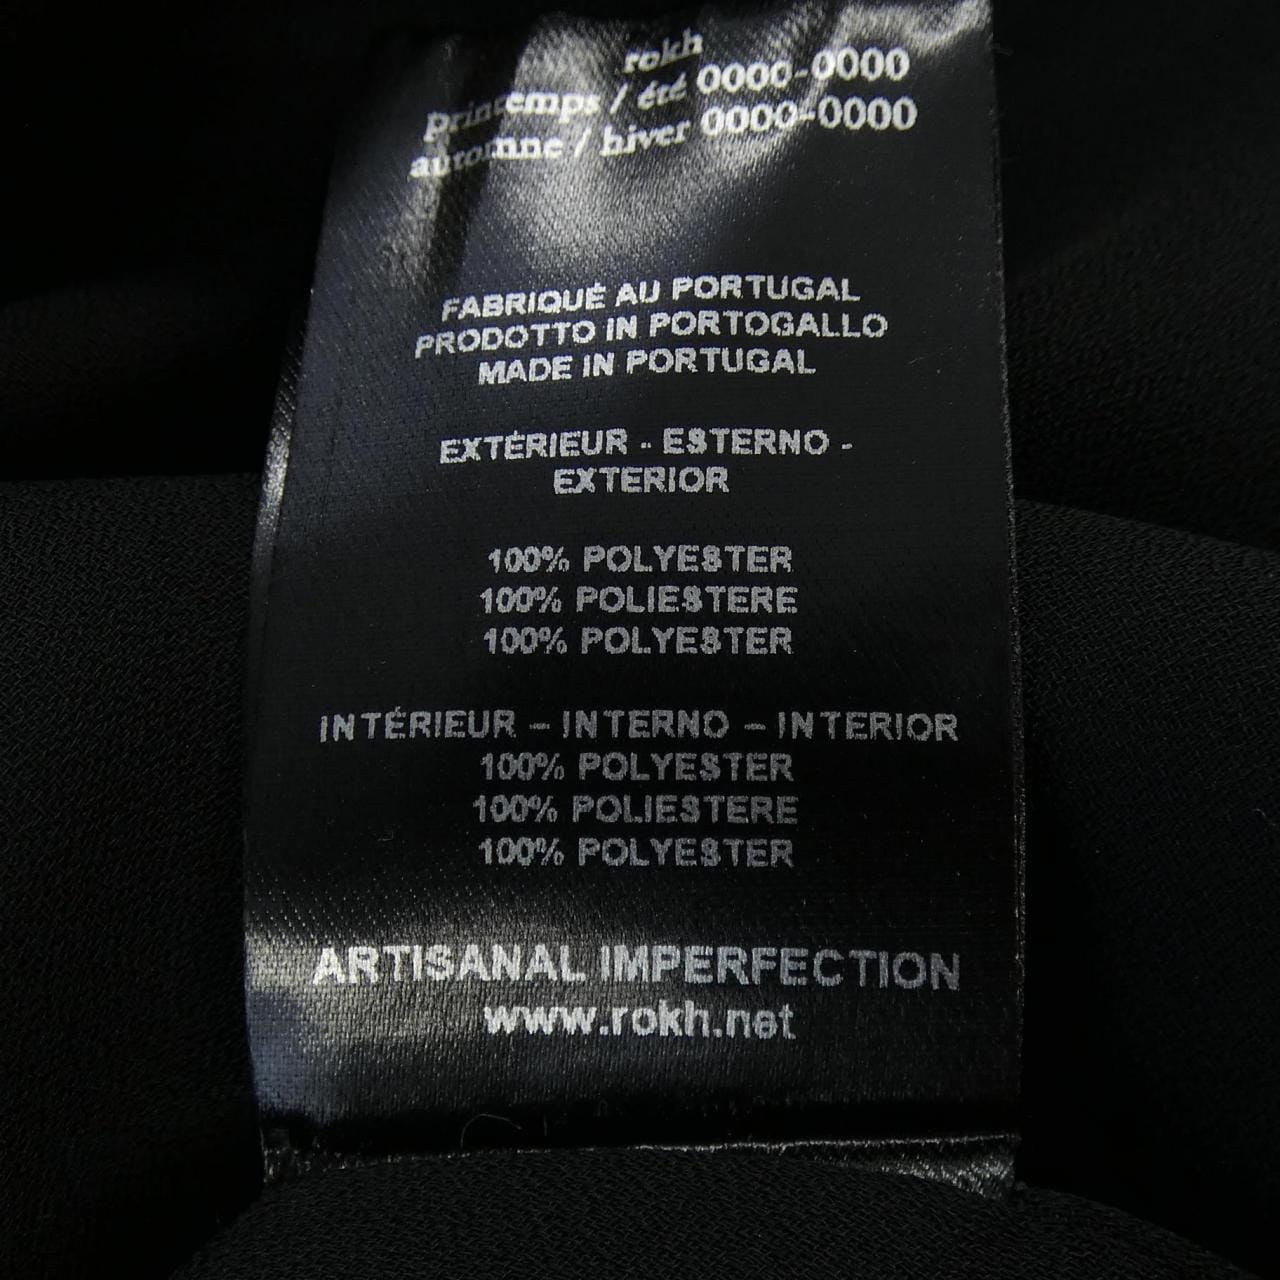 rokh
printemps / été 0000-0000
automne / hiver 0000-0000
FABRIQUÉ AU PORTUGAL
PRODOTTO IN PORTOGALLO
MADE IN PORTUGAL
EXTÉRIEUR - ESTERNO -
EXTERIOR
100% POLYESTER
100% POLIESTERE
100% POLYESTER
INTÉRIEUR – INTERNO – INTERIOR
100% POLYESTER
100% POLIESTERE
100% POLYESTER
ARTISANAL IMPERFECTION
www.rokh.net